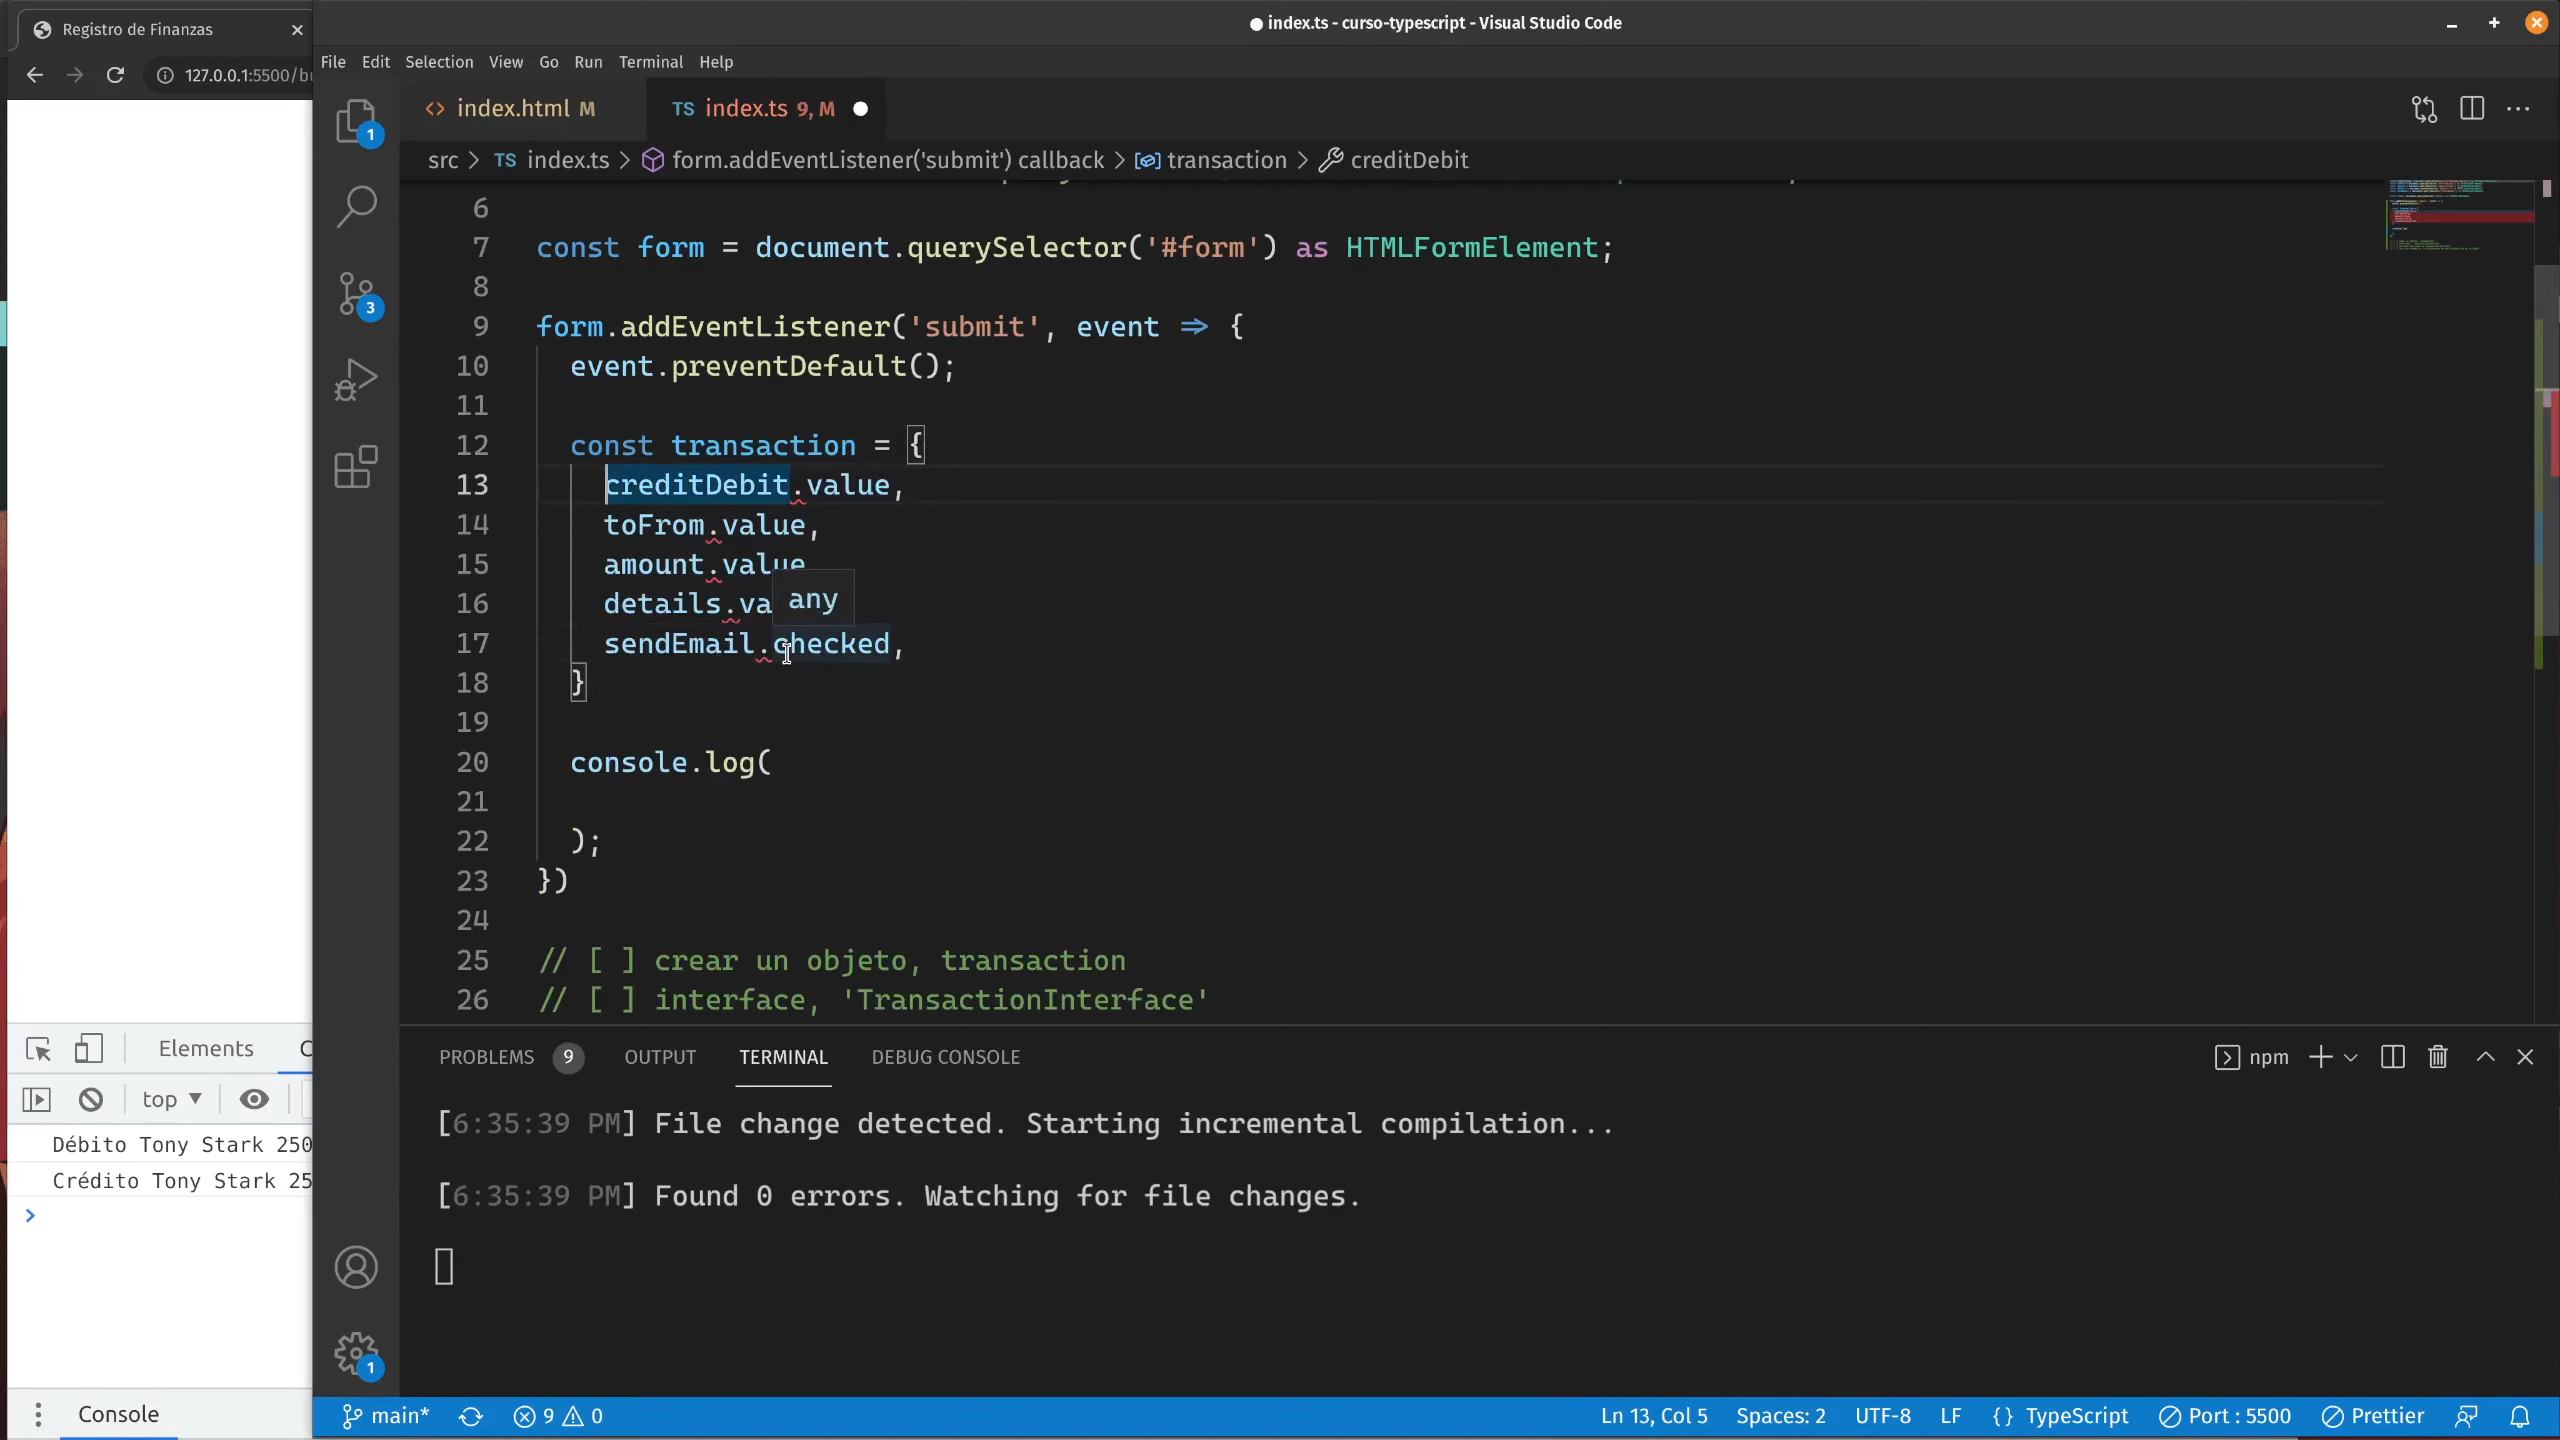 Registro de Finanzas
127.0.0.1:5500/bu
index.ts - curso-typescript - Visual Studio Code
File Edit Selection View Go Run Terminal Help
<> index.html M
TS index.ts 9, M
1
3
src > TS index.ts > form.addEventListener('submit') callback > transaction > creditDebit
6
7 const form = document.querySelector('#form') as HTMLFormElement;
8
9 form.addEventListener('submit', event => {
10 event.preventDefault();
11
12 const transaction = {
13 creditDebit.value,
14 toFrom.value,
15 amount.value
16 details.va
any
17 sendEmail.checked,
18 }
19
20 console.log(
21
22 );
23 })
24
25 // [ ] crear un objeto, transaction
26 // [ ] interface, 'TransactionInterface'
PROBLEMS 9 OUTPUT TERMINAL DEBUG CONSOLE
npm
[6:35:39 PM] File change detected. Starting incremental compilation...
[6:35:39 PM] Found 0 errors. Watching for file changes.
Elements C
top
Débito Tony Stark 250
Crédito Tony Stark 25
>
Console
1
main* 9 0
Ln 13, Col 5 Spaces: 2 UTF-8 LF {} TypeScript Port : 5500 Prettier